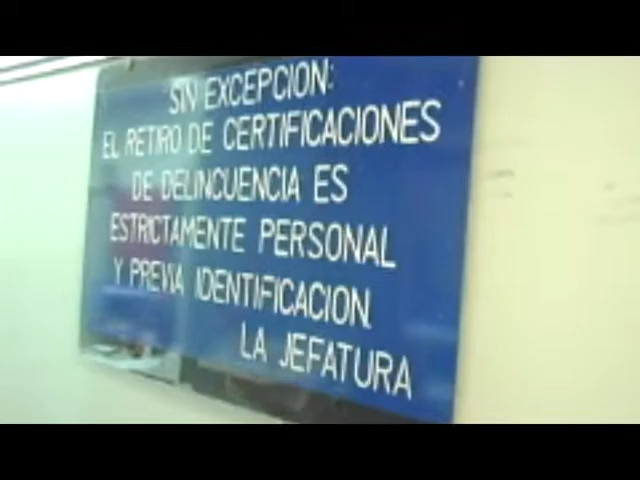 SIN EXCEPCION:
EL RETIRO DE CERTIFICACIONES
DE DELINCUENCIA ES
ESTRICTAMENTE PERSONAL
Y PREVIA IDENTIFICACION.
LA JEFATURA